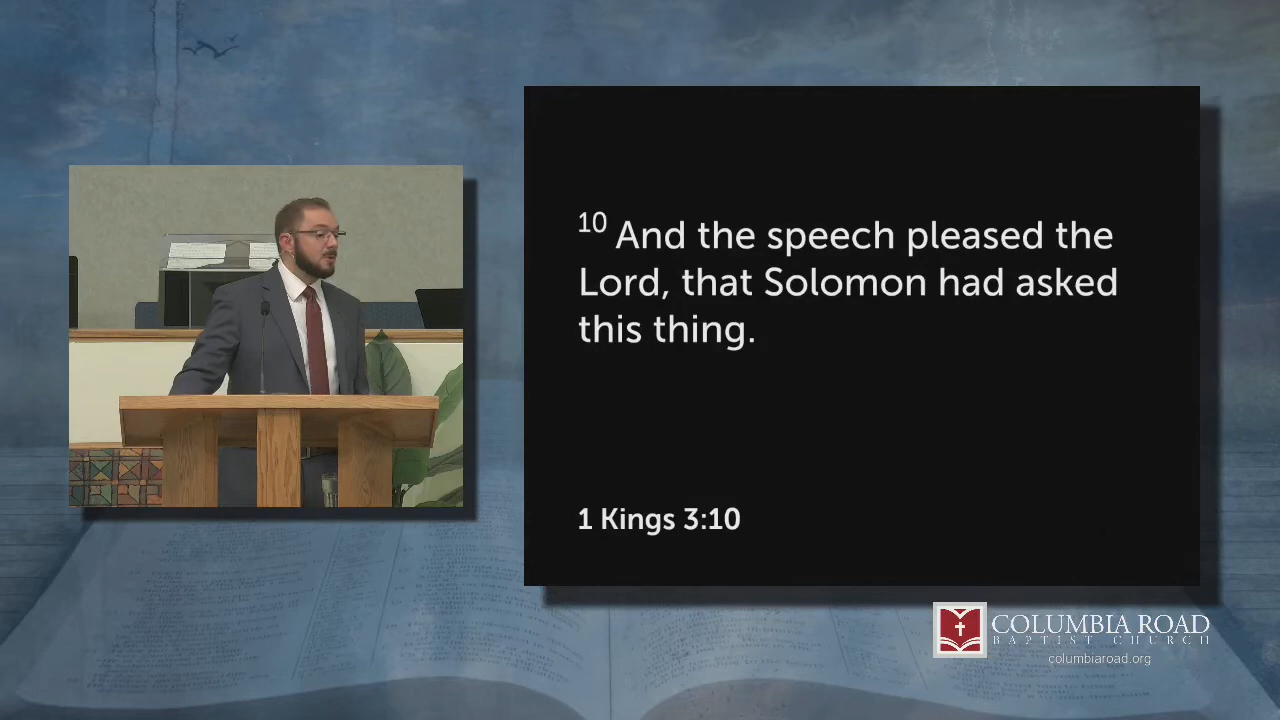 10 And the speech pleased the
Lord, that Solomon had asked
this thing.
1 Kings 3:10
COLUMBIA ROAD
BAPTIST CHURCH
columbiaroad.org